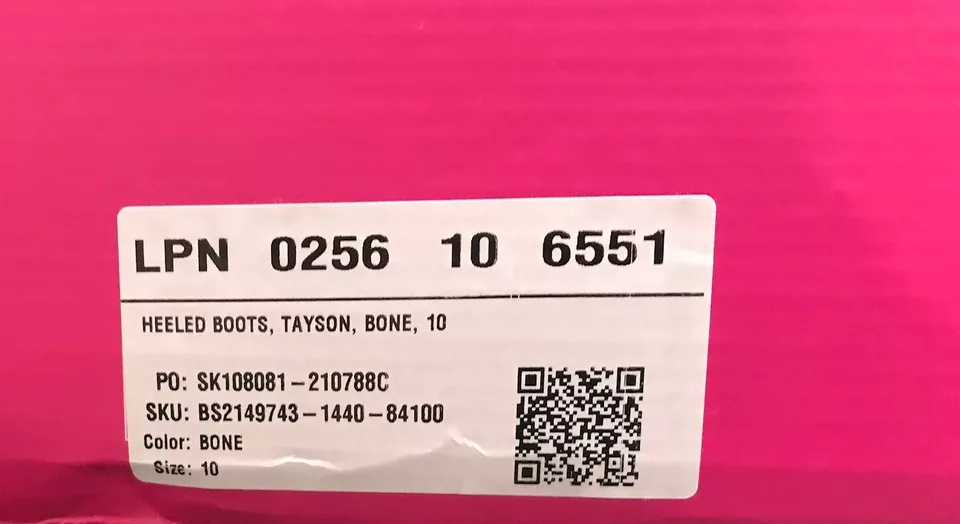 LPN 0256 10 6551
HEELED BOOTS, TAYSON, BONE, 10
PO: SK108081-210788C
SKU: BS2149743-1440-84100
Color: BONE
Size: 10